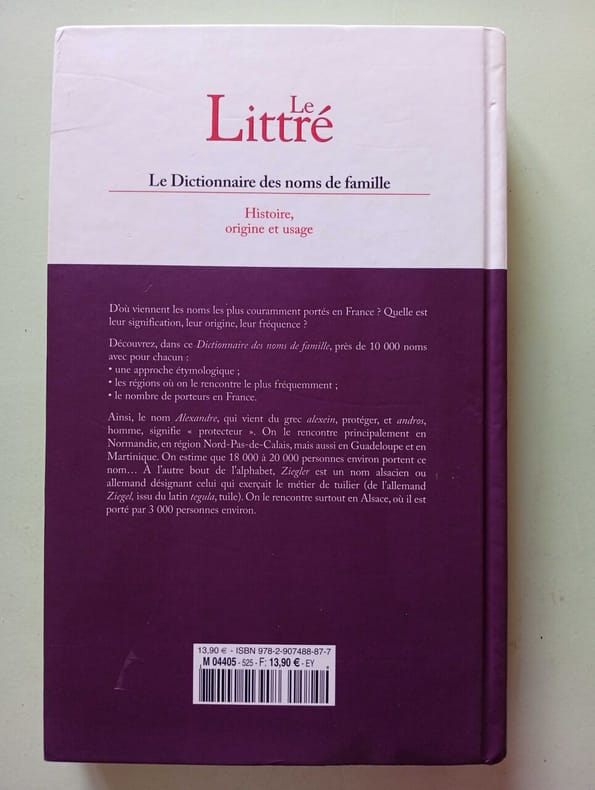 Le
Littré
Le Dictionnaire des noms de famille
Histoire,
origine et usage
D'où viennent les noms les plus couramment portés en France ? Quelle est
leur signification, leur origine, leur fréquence ?
Découvrez, dans ce Dictionnaire des noms de famille, près de 10 000 noms
avec pour chacun :
• une approche étymologique ;
• les régions où on le rencontre le plus fréquemment ;
• le nombre de porteurs en France.
Ainsi, le nom Alexandre, qui vient du grec alexein, protéger, et andros,
homme, signifie « protecteur ». On le rencontre principalement en
Normandie, en région Nord-Pas-de-Calais, mais aussi en Guadeloupe et en
Martinique. On estime que 18 000 à 20 000 personnes environ portent ce
nom… À l'autre bout de l'alphabet, Ziegler est un nom alsacien ou
allemand désignant celui qui exerçait le métier de tuilier (de l'allemand
Ziegel, issu du latin tegula, tuile). On le rencontre surtout en Alsace, où il est
porté par 3 000 personnes environ.
13,90 € - ISBN 978-2-907488-87-7
M 04405 - 525 - F: 13,90 € - EY